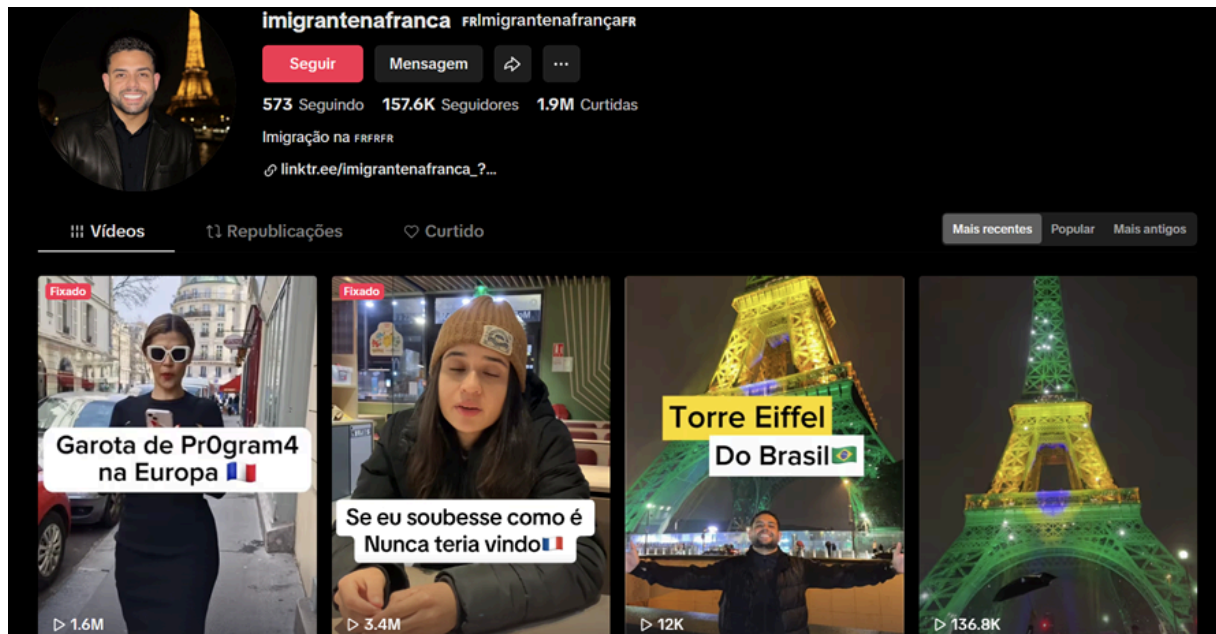 imigrantenafranca FRImigrantenafrançaFR
Seguir Mensagem ...
573 Seguindo 157.6K Seguidores 1.9M Curtidas
Imigração na FRFRFR
linktr.ee/imigrantenafranca_?...
Vídeos Republicações Curtido
Mais recentes Popular Mais antigos
Fixado
Garota de Pr0gram4
na Europa
1.6M
Fixado
Se eu soubesse como é
Nunca teria vindo
3.4M
Torre Eiffel
Do Brasil
12K
136.8K